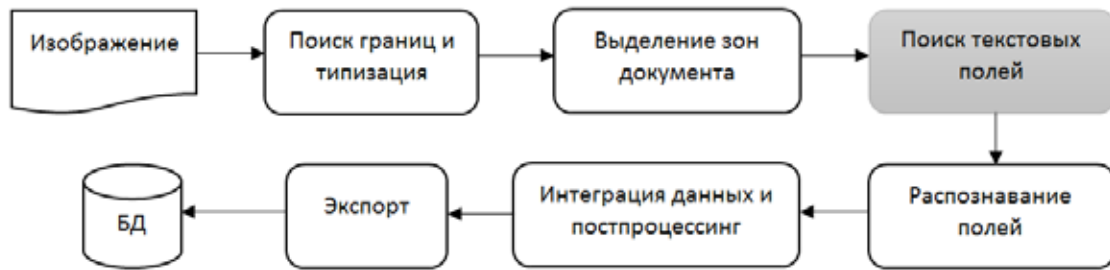 Изображение
Поиск границ и
типизация
Выделение зон
документа
Поиск текстовых
полей
Распознавание
полей
Интеграция данных и
постпроцессинг
Экспорт
БД